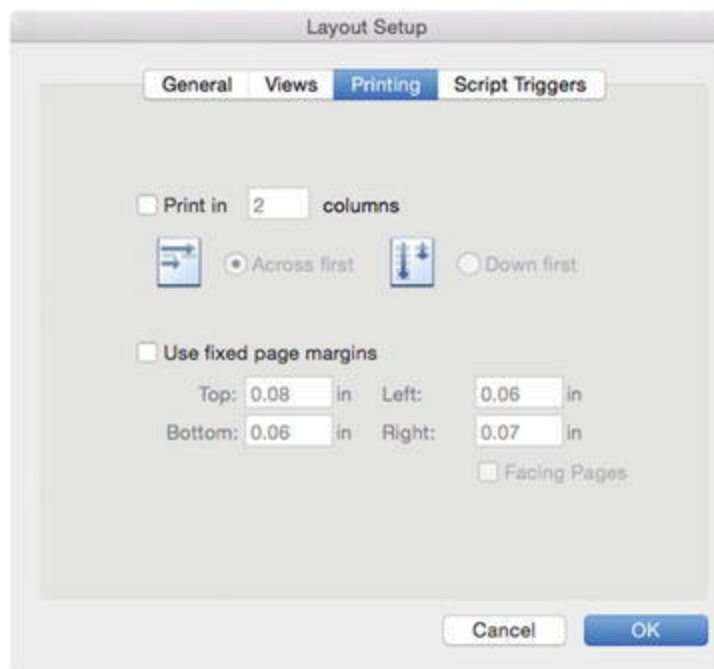 Layout Setup
General Views Printing Script Triggers
Print in 2 columns
Across first Down first
Use fixed page margins
Top: 0.08 in Left: 0.06 in
Bottom: 0.06 in Right: 0.07 in
Facing Pages
Cancel OK